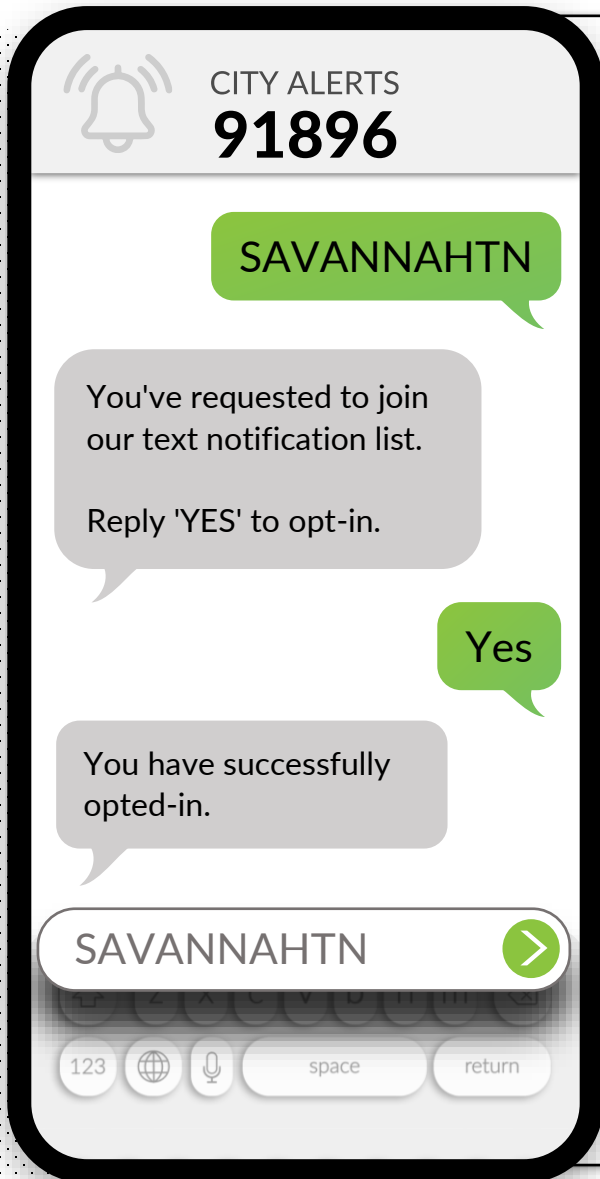 CITY ALERTS
91896
SAVANNAHTN
You've requested to join
our text notification list.
Reply 'YES' to opt-in.
Yes
You have successfully
opted-in.
SAVANNAHTN
z x c v b n m
123 space return